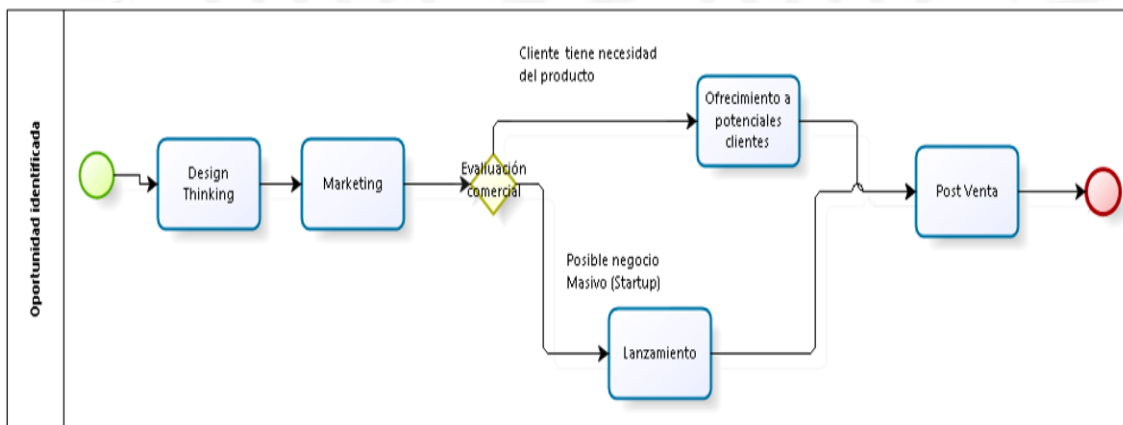 Oportunidad identificada
Design
Thinking
Marketing
Evaluación
comercial
Cliente tiene necesidad
del producto
Ofrecimiento a
potenciales
clientes
Posible negocio
Masivo (Startup)
Lanzamiento
Post Venta